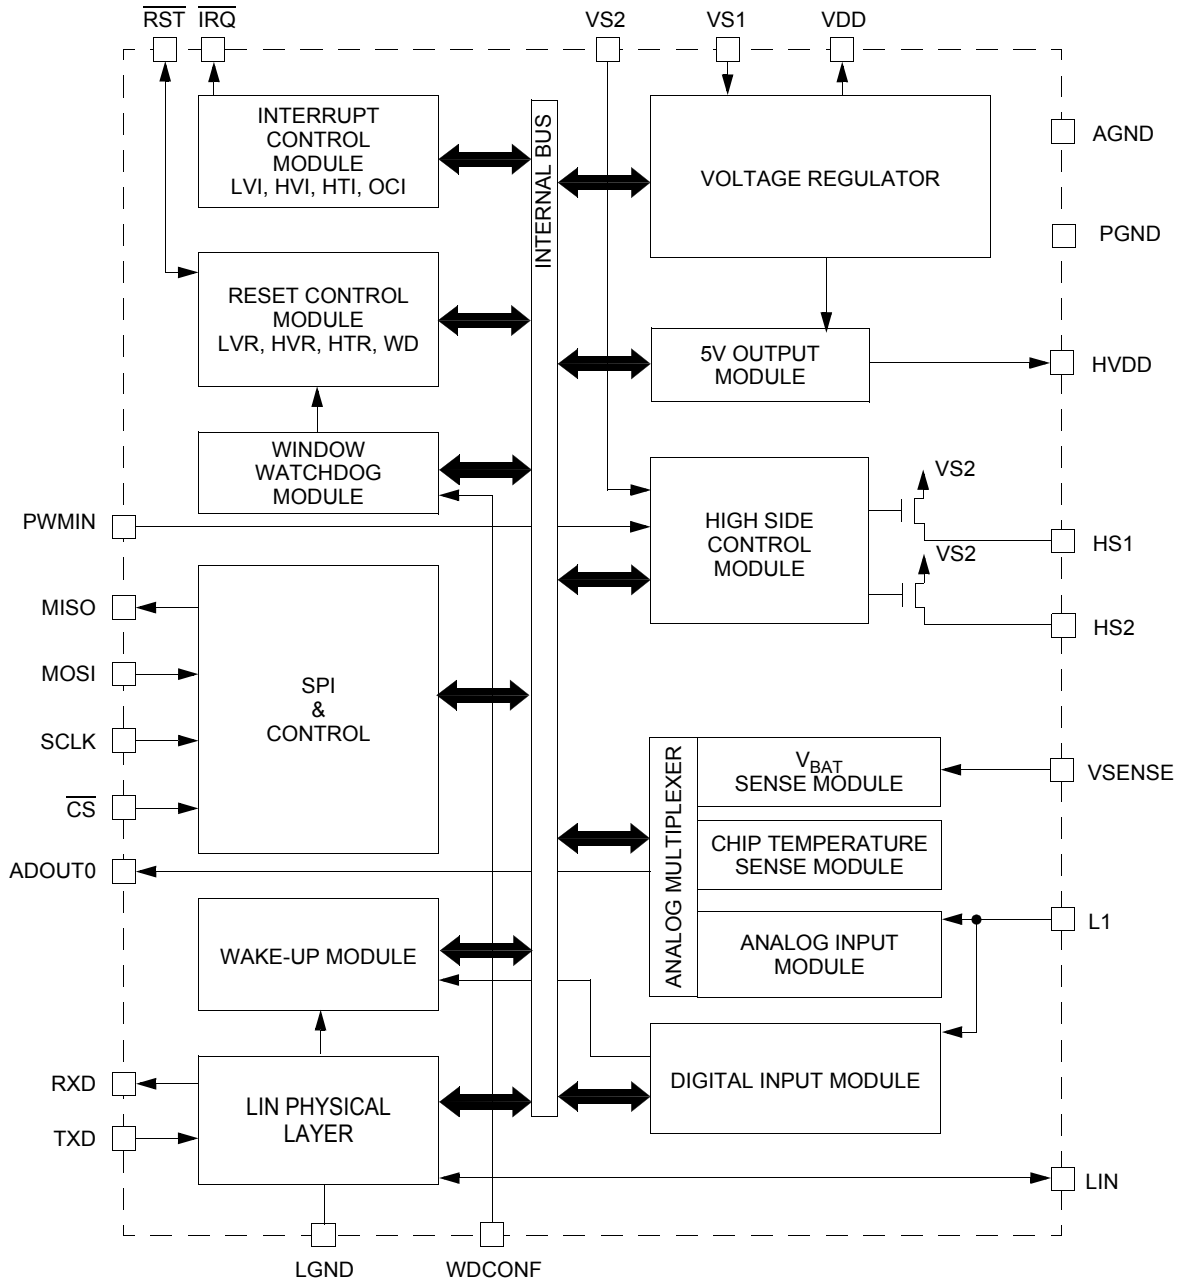 RST IRQ VS2 VS1 VDD
INTERRUPT
CONTROL
MODULE
LVI, HVI, HTI, OCI
INTERNAL BUS
VOLTAGE REGULATOR
AGND
PGND
RESET CONTROL
MODULE
LVR, HVR, HTR, WD
5V OUTPUT
MODULE
HVDD
WINDOW
WATCHDOG
MODULE
PWMIN
HIGH SIDE
CONTROL
MODULE
VS2
HS1
VS2
HS2
MISO
MOSI
SCLK
CS
SPI
&
CONTROL
ADOUT0
ANALOG MULTIPLEXER
VBAT
SENSE MODULE
VSENSE
CHIP TEMPERATURE
SENSE MODULE
ANALOG INPUT
MODULE
L1
WAKE-UP MODULE
DIGITAL INPUT MODULE
RXD
TXD
LIN PHYSICAL
LAYER
LIN
LGND
WDCONF